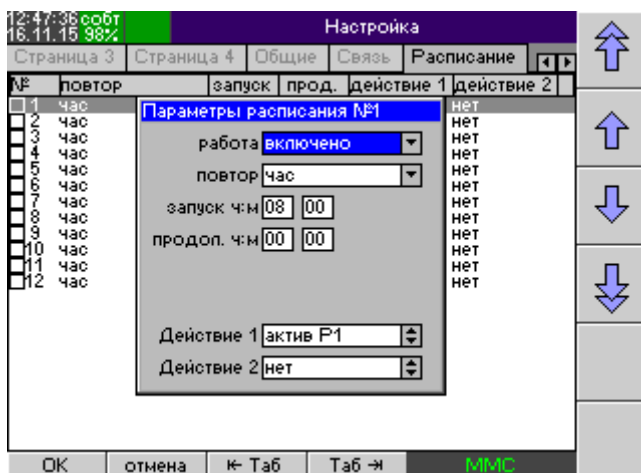 12:47:36 собт
16.11.15 98%
Настройка
Страница 3 Страница 4 Общие Связь Расписание
№ повтор запуск прод. действие 1 действие 2
1 час нет
2 час нет
3 час нет
4 час нет
5 час нет
6 час нет
7 час нет
8 час нет
9 час нет
10 час нет
11 час нет
12 час нет
Параметры расписания №1
работа включено
повтор час
запуск ч:м 08 00
продол. ч:м 00 00
Действие 1 актив Р1
Действие 2 нет
ОК отмена Таб Таб ММС